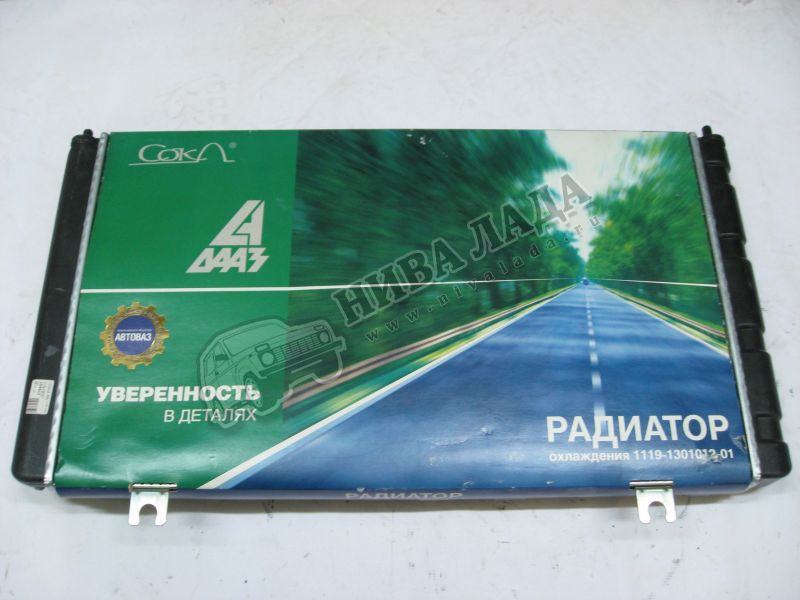 СОКЛ®
ДААЗ
АВТОВАЗ
УВЕРЕННОСТЬ
В ДЕТАЛЯХ
НИВА ЛАДА
www.nivalada.ru
РАДИАТОР
охлаждения 1119-1301012-01
РАДИАТОР